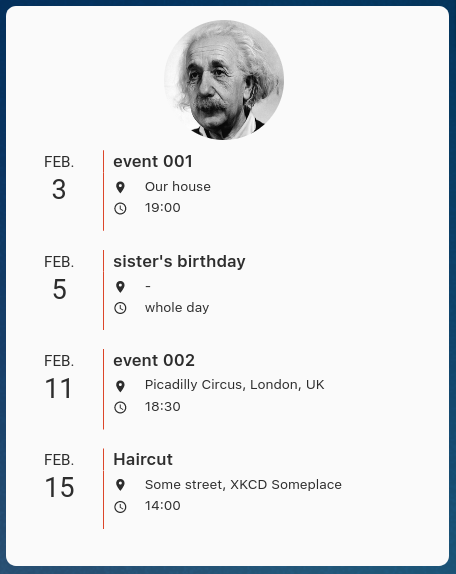 FEB.
3
event 001
Our house
19:00
FEB.
5
sister's birthday
-
whole day
FEB.
11
event 002
Picadilly Circus, London, UK
18:30
FEB.
15
Haircut
Some street, XKCD Someplace
14:00